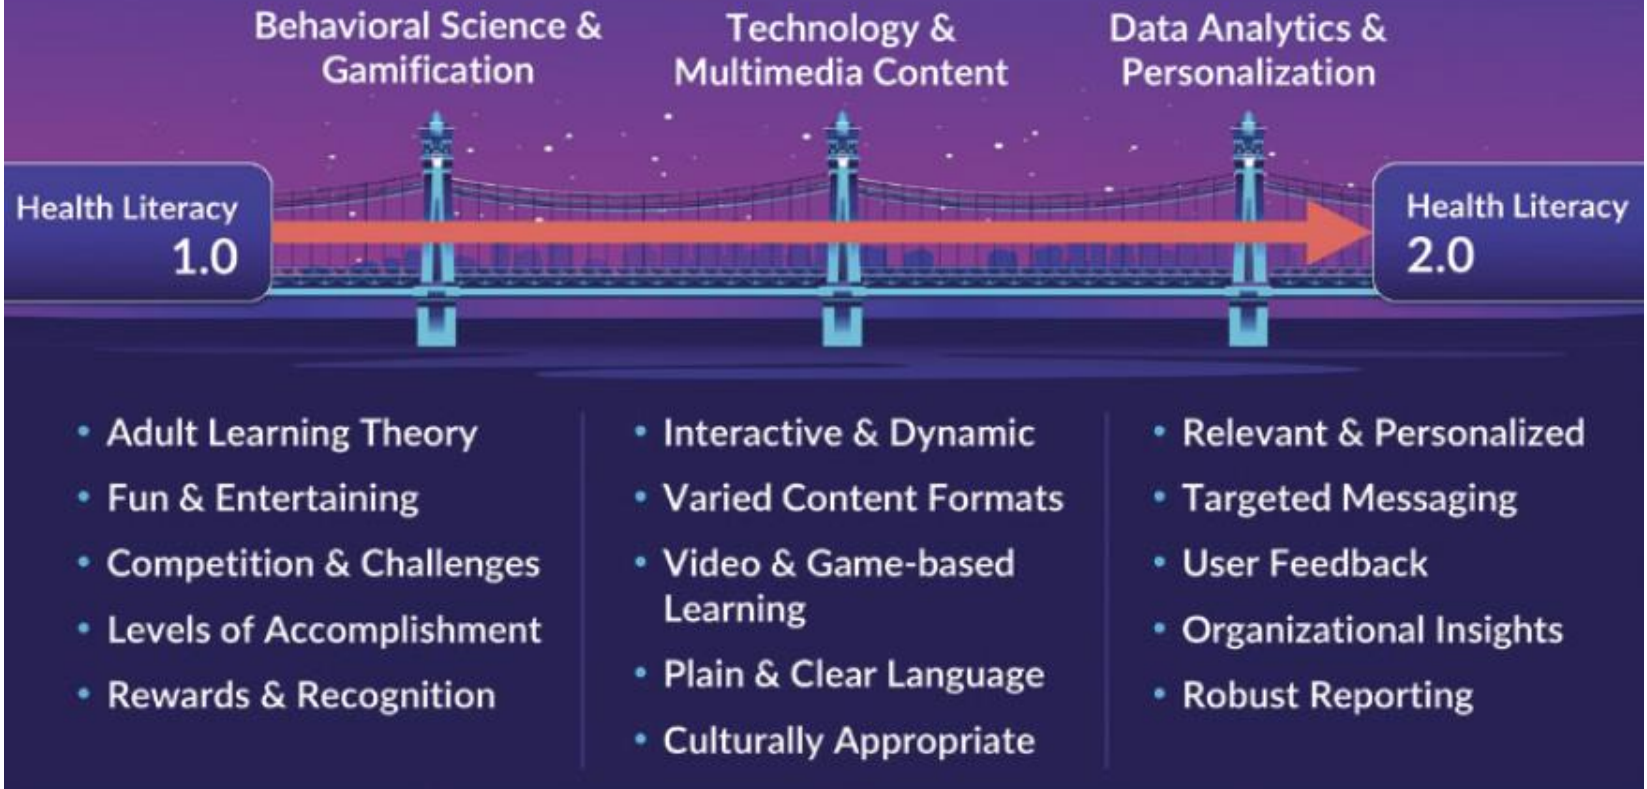 Behavioral Science &
Gamification
Technology &
Multimedia Content
Data Analytics &
Personalization
Health Literacy
1.0
Health Literacy
2.0
• Adult Learning Theory
• Fun & Entertaining
• Competition & Challenges
• Levels of Accomplishment
• Rewards & Recognition
• Interactive & Dynamic
• Varied Content Formats
• Video & Game-based
Learning
• Plain & Clear Language
• Culturally Appropriate
• Relevant & Personalized
• Targeted Messaging
• User Feedback
• Organizational Insights
• Robust Reporting